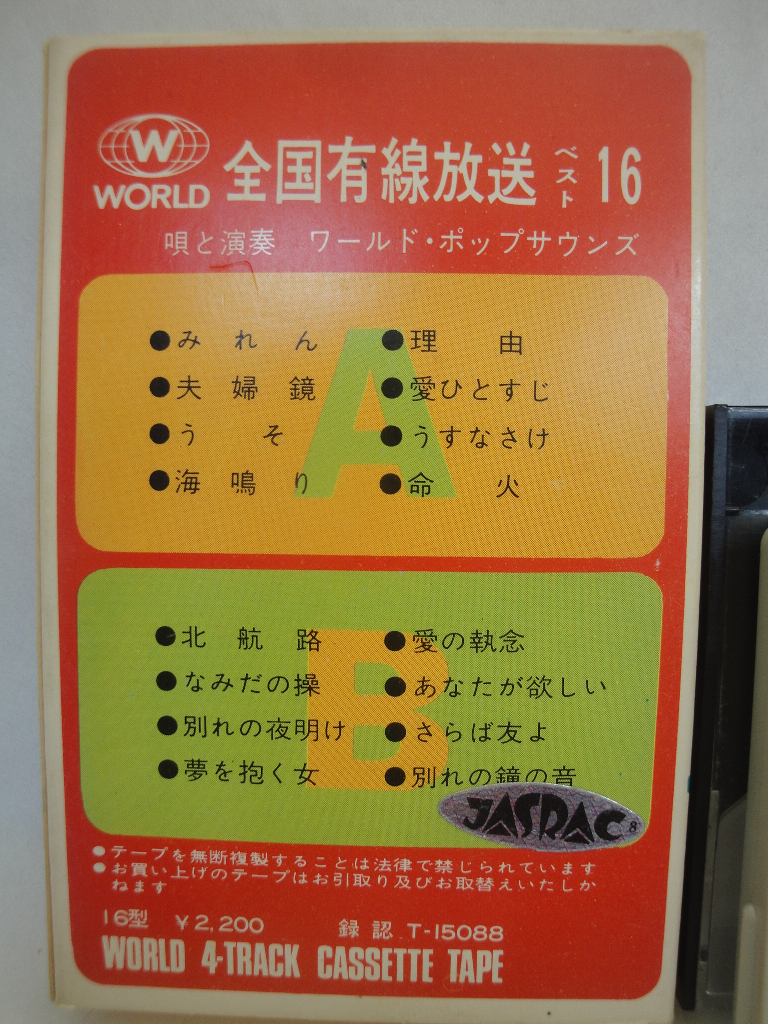 W
WORLD
全国有線放送 ベスト 16
唄と演奏 ワールド・ポップサウンズ
A
●みれん ●理由
●夫婦鏡 ●愛ひとすじ
●うそ ●うすなさけ
●海鳴り ●命火
B
●北航路 ●愛の執念
●なみだの操 ●あなたが欲しい
●別れの夜明け ●さらば友よ
●夢を抱く女 ●別れの鐘の音
JASRAC 8
●テープを無断複製することは法律で禁じられています
●お買い上げのテープはお引取り及びお取替えいたしか
ねます
16型 ¥2,200 録認 T-15088
WORLD 4-TRACK CASSETTE TAPE